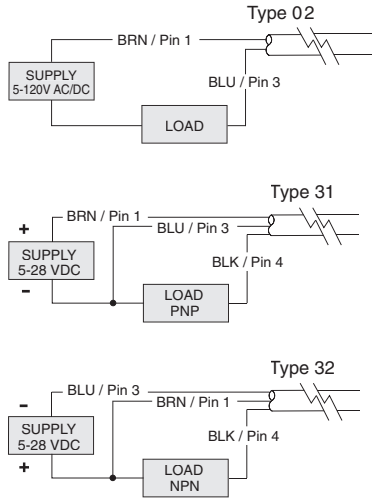 Type 02
BRN / Pin 1
SUPPLY
5-120V AC/DC
BLU / Pin 3
LOAD
Type 31
BRN / Pin 1
+
BLU / Pin 3
SUPPLY
5-28 VDC
BLK / Pin 4
-
LOAD
PNP
Type 32
BLU / Pin 3
-
BRN / Pin 1
SUPPLY
5-28 VDC
BLK / Pin 4
+
LOAD
NPN